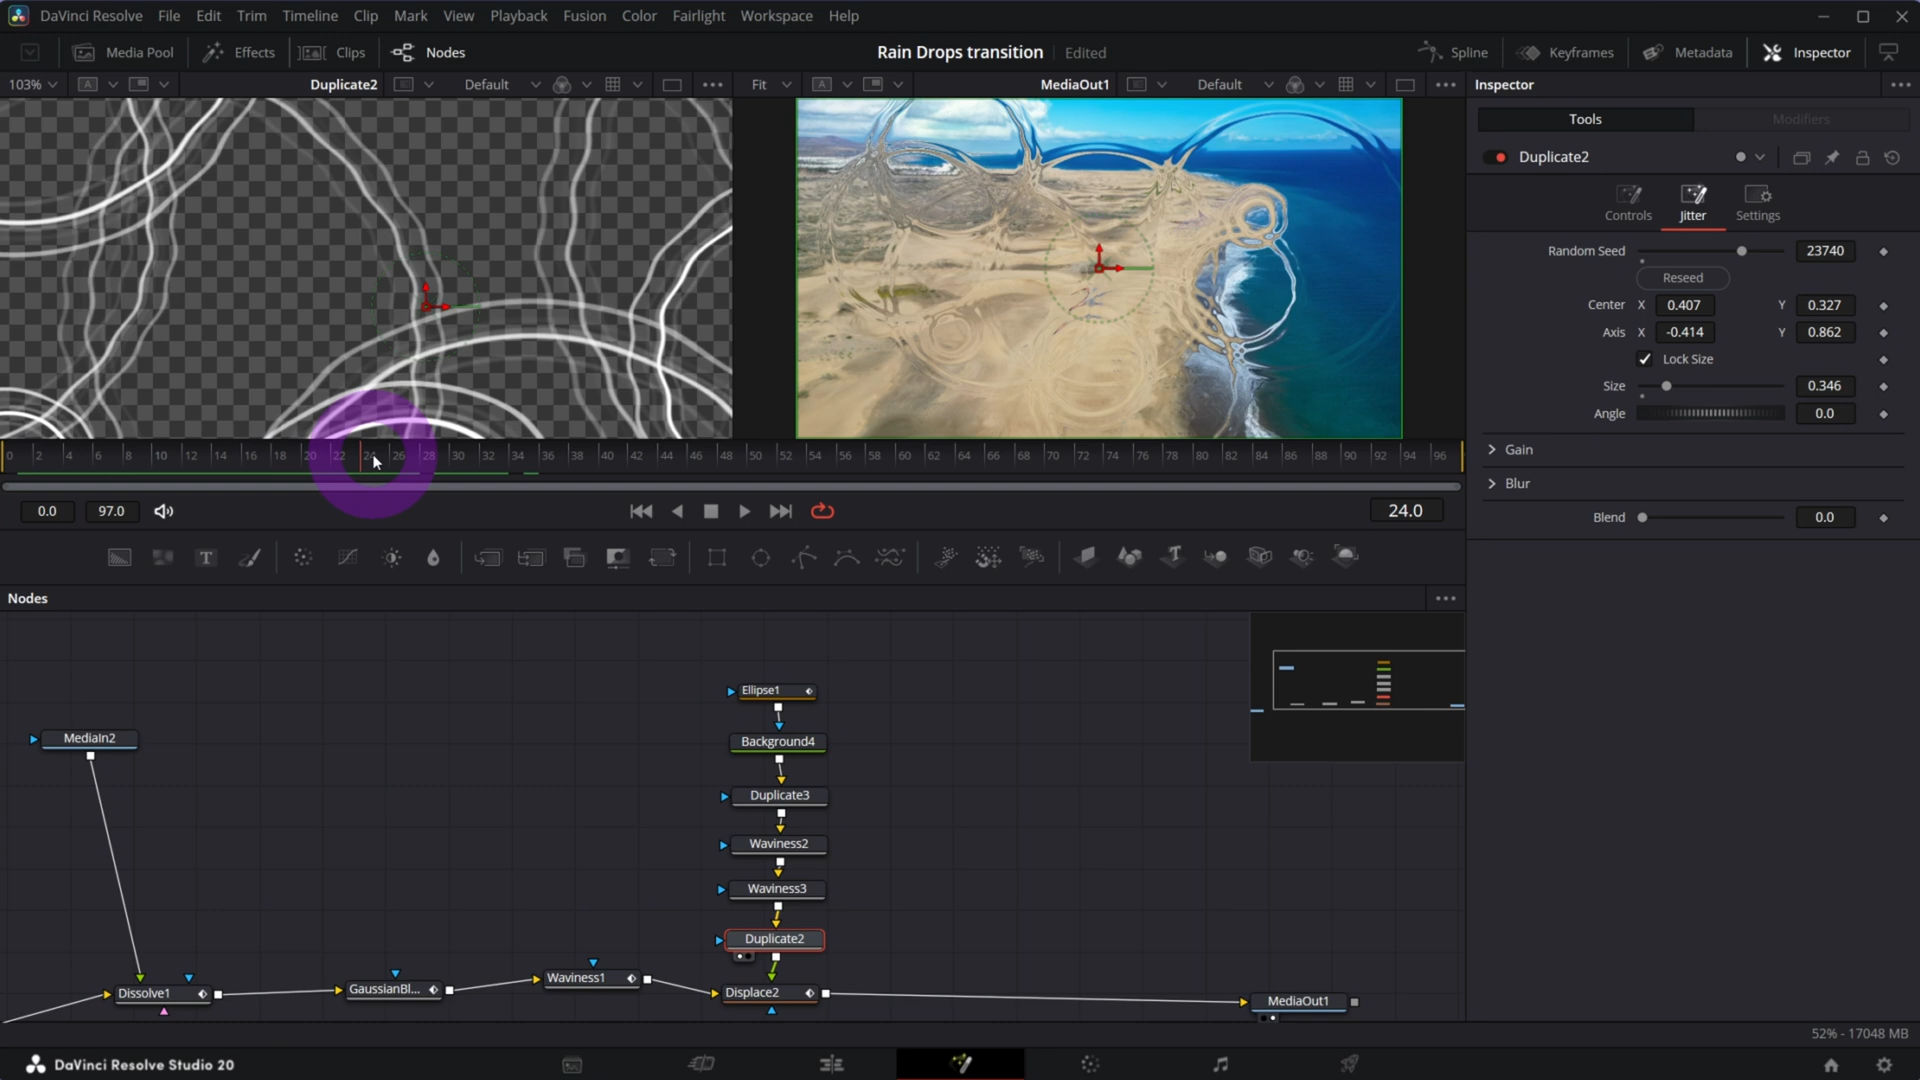 DaVinci Resolve File Edit Trim Timeline Clip Mark View Playback Fusion Color Fairlight Workspace Help
Media Pool Effects Clips Nodes Rain Drops transition Edited Spline Keyframes Metadata Inspector
103% A Duplicate2 Default Fit A MediaOut1 Default Inspector
Tools Modifiers
Duplicate2
Controls Jitter Settings
Random Seed 23740
Reseed
Center X 0.407 Y 0.327
Axis X -0.414 Y 0.862
Lock Size
Size 0.346
Angle 0.0
Gain
Blur
Blend 0.0
0 2 4 6 8 10 12 14 16 18 20 22 24 26 28 30 32 34 36 38 40 42 44 46 48 50 52 54 56 58 60 62 64 66 68 70 72 74 76 78 80 82 84 86 88 90 92 94 96
0.0 97.0 24.0
T T
Nodes
Ellipse1
MediaIn2
Background4
Duplicate3
Waviness2
Waviness3
Duplicate2
Dissolve1 GaussianBl... Waviness1 Displace2 MediaOut1
52% - 17048 MB
DaVinci Resolve Studio 20